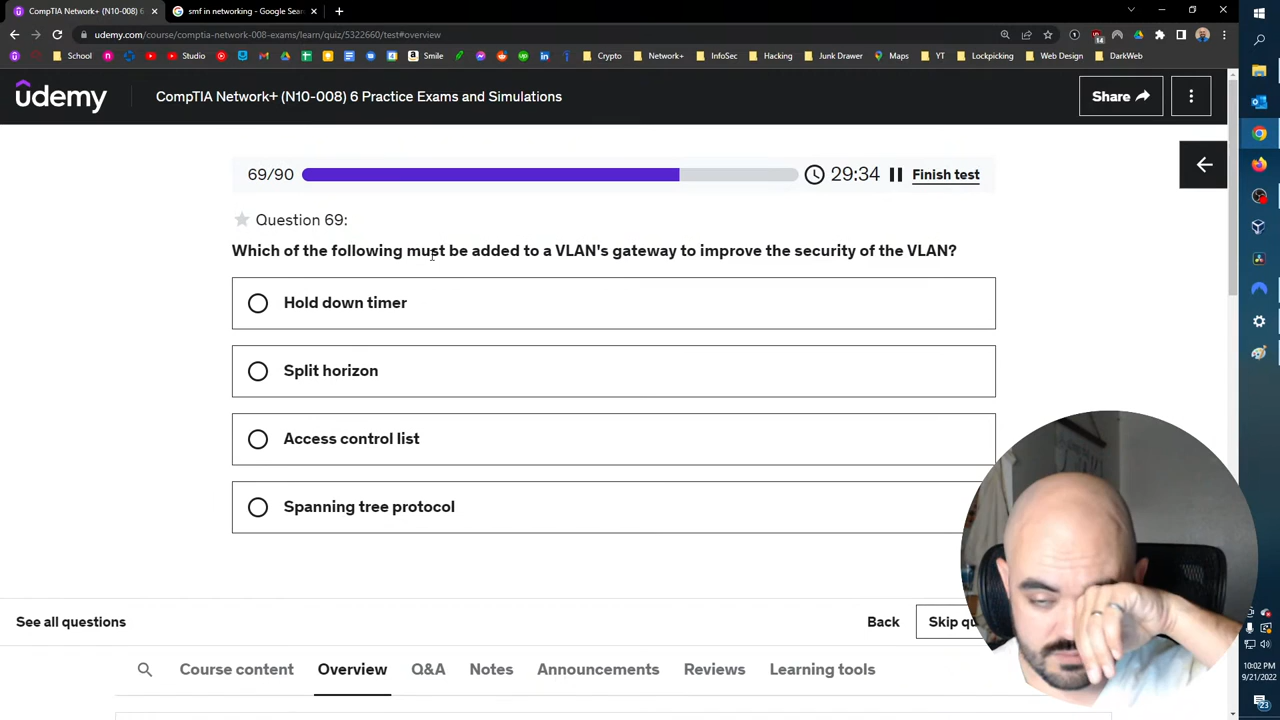 CompTIA Network+ (N10-008) 6 P
smf in networking - Google Searc
udemy.com/course/comptia-network-008-exams/learn/quiz/5322660/test#overview
School
Studio
Smile
Crypto
Network+
InfoSec
Hacking
Junk Drawer
Maps
YT
Lockpicking
Web Design
DarkWeb
ûdemy
CompTIA Network+ (N10-008) 6 Practice Exams and Simulations
Share
69/90
29:34
Finish test
Question 69:
Which of the following must be added to a VLAN's gateway to improve the security of the VLAN?
Hold down timer
Split horizon
Access control list
Spanning tree protocol
See all questions
Back
Skip qu
Course content
Overview
Q&A
Notes
Announcements
Reviews
Learning tools
10:02 PM
9/21/2022
23